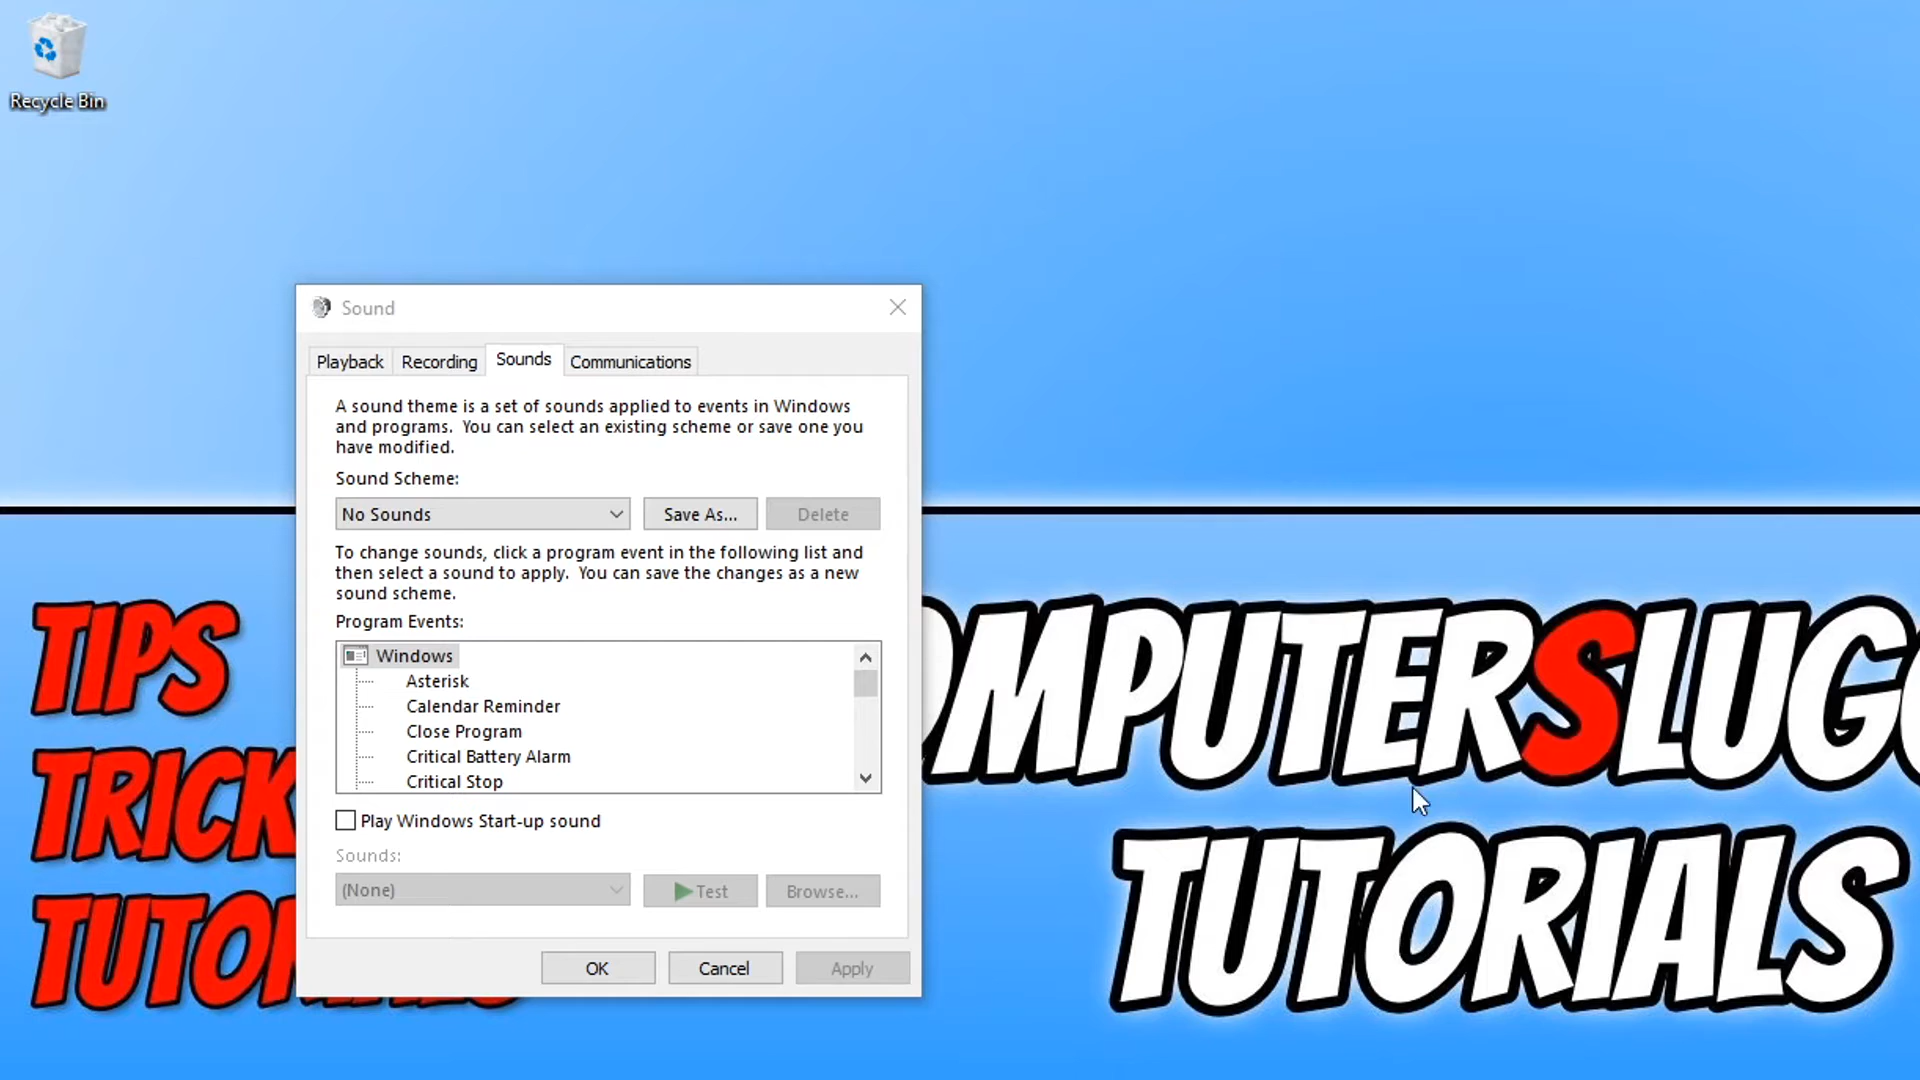 Recycle Bin
Sound
Playback
Recording
Sounds
Communications
A sound theme is a set of sounds applied to events in Windows
and programs. You can select an existing scheme or save one you
have modified.
Sound Scheme:
No Sounds
Save As...
Delete
To change sounds, click a program event in the following list and
then select a sound to apply. You can save the changes as a new
sound scheme.
Program Events:
Windows
Asterisk
Calendar Reminder
Close Program
Critical Battery Alarm
Critical Stop
Play Windows Start-up sound
Sounds:
(None)
Test
Browse...
OK
Cancel
Apply
TIPS
TRICK
TUTO
OMPUTERSLUGG
TUTORIALS